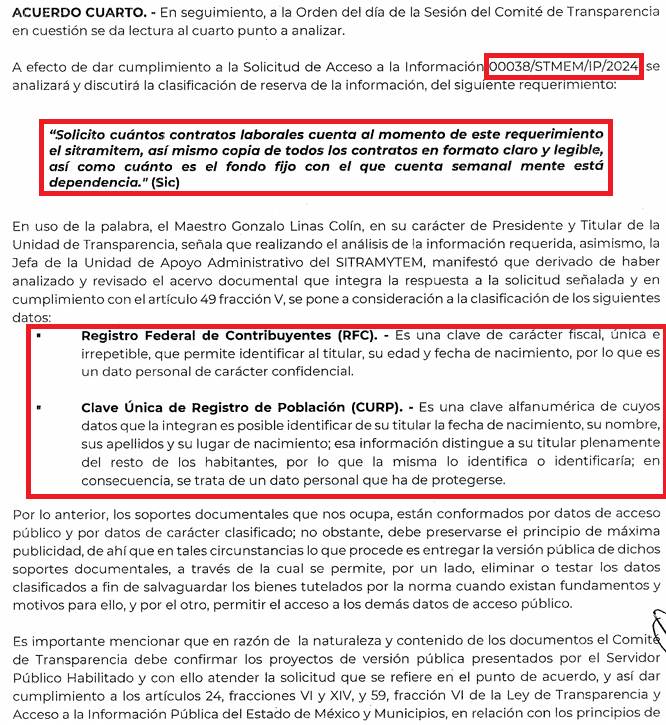 ACUERDO CUARTO. - En seguimiento, a la Orden del día de la Sesión del Comité de Transparencia
en cuestión se da lectura al cuarto punto a analizar.
A efecto de dar cumplimiento a la Solicitud de Acceso a la Información 00038/STMEM/IP/2024, se
analizará y discutirá la clasificación de reserva de la información, del siguiente requerimiento:
"Solicito cuántos contratos laborales cuenta al momento de este requerimiento
el sitramitem, así mismo copia de todos los contratos en formato claro y legible,
así como cuánto es el fondo fijo con el que cuenta semanal mente está
dependencia." (Sic)
En uso de la palabra, el Maestro Gonzalo Linas Colín, en su carácter de Presidente y Titular de la
Unidad de Transparencia, señala que realizando el análisis de la información requerida, asimismo, la
Jefa de la Unidad de Apoyo Administrativo del SITRAMYTEM, manifestó que derivado de haber
analizado y revisado el acervo documental que integra la respuesta a la solicitud señalada y en
cumplimiento con el artículo 49 fracción V, se pone a consideración a la clasificación de los siguientes
datos:
▪ Registro Federal de Contribuyentes (RFC). - Es una clave de carácter fiscal, única e
irrepetible, que permite identificar al titular, su edad y fecha de nacimiento, por lo que es
un dato personal de carácter confidencial.
▪ Clave Única de Registro de Población (CURP). - Es una clave alfanumérica de cuyos
datos que la integran es posible identificar de su titular la fecha de nacimiento, su nombre,
sus apellidos y su lugar de nacimiento; esa información distingue a su titular plenamente
del resto de los habitantes, por lo que la misma lo identifica o identificaría; en
consecuencia, se trata de un dato personal que ha de protegerse.
Por lo anterior, los soportes documentales que nos ocupa, están conformados por datos de acceso
público y por datos de carácter clasificado; no obstante, debe preservarse el principio de máxima
publicidad, de ahí que en tales circunstancias lo que procede es entregar la versión pública de dichos
soportes documentales, a través de la cual se permite, por un lado, eliminar o testar los datos
clasificados a fin de salvaguardar los bienes tutelados por la norma cuando existan fundamentos y
motivos para ello, y por el otro, permitir el acceso a los demás datos de acceso público.
Es importante mencionar que en razón de la naturaleza y contenido de los documentos el Comité
de Transparencia debe confirmar los proyectos de versión pública presentados por el Servidor
Público Habilitado y con ello atender la solicitud que se refiere en el punto de acuerdo, y así dar
cumplimiento a los artículos 24, fracciones VI y XIV, y 59, fracción VI de la Ley de Transparencia y
Acceso a la Información Pública del Estado de México y Municipios, en relación con los principios de